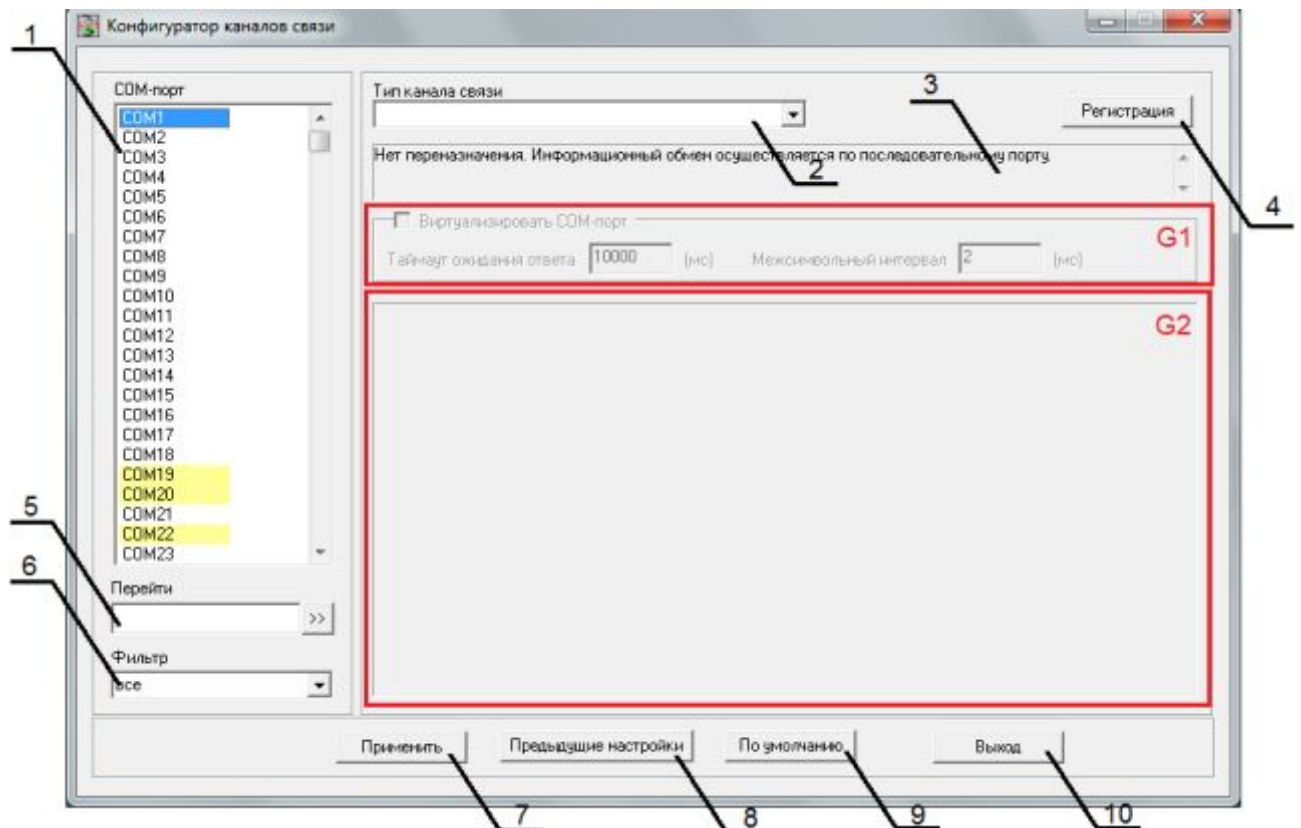 Конфигуратор каналов связи
1
COM-порт
COM1
COM2
COM3
COM4
COM5
COM6
COM7
COM8
COM9
COM10
COM11
COM12
COM13
COM14
COM15
COM16
COM17
COM18
COM19
COM20
COM21
COM22
COM23
5
Перейти
>>
6
Фильтр
все
Тип канала связи
2
3
Регистрация
4
Нет переназначения. Информационный обмен осуществляется по последовательному порту.
Виртуализировать COM-порт
G1
Таймаут ожидания ответа 10000 (мс) Межсимвольный интервал 2 (мс)
G2
Применить Предыдущие настройки По умолчанию Выход
7 8 9 10